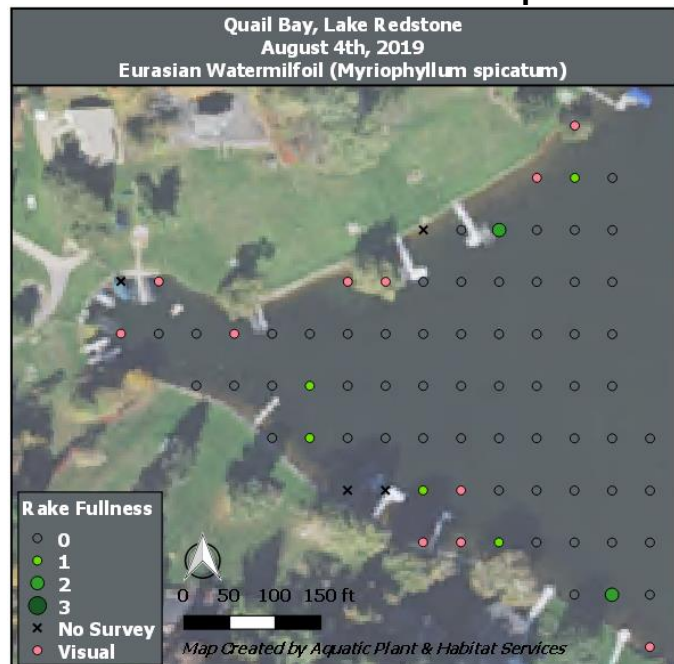 Quail Bay, Lake Redstone
August 4th, 2019
Eurasian Watermilfoil (Myriophyllum spicatum)
Rake Fullness
0
1
2
3
No Survey
Visual
0 50 100 150 ft
Map Created by Aquatic Plant & Habitat Services